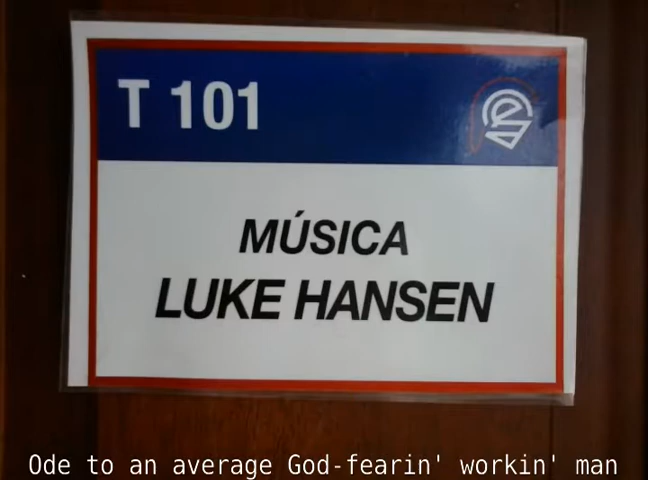 T 101
MÚSICA
LUKE HANSEN
Ode to an average God-fearin' workin' man